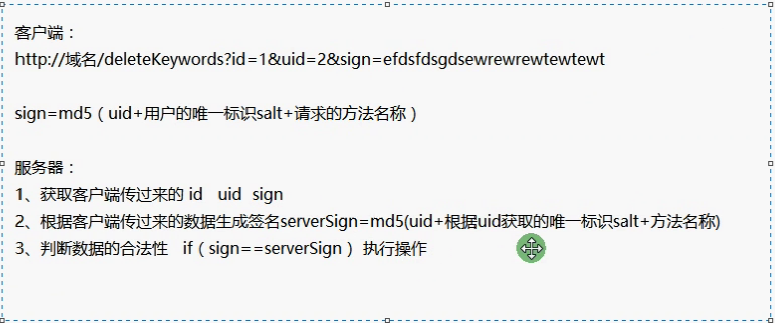 客户端：
http://域名/deleteKeywords?id=1&uid=2&sign=efdsfdsgdsewrewrewtewtewt
sign=md5（uid+用户的唯一标识salt+请求的方法名称）
服务器：
1、获取客户端传过来的 id uid sign
2、根据客户端传过来的数据生成签名serverSign=md5(uid+根据uid获取的唯一标识salt+方法名称)
3、判断数据的合法性 if（sign==serverSign） 执行操作